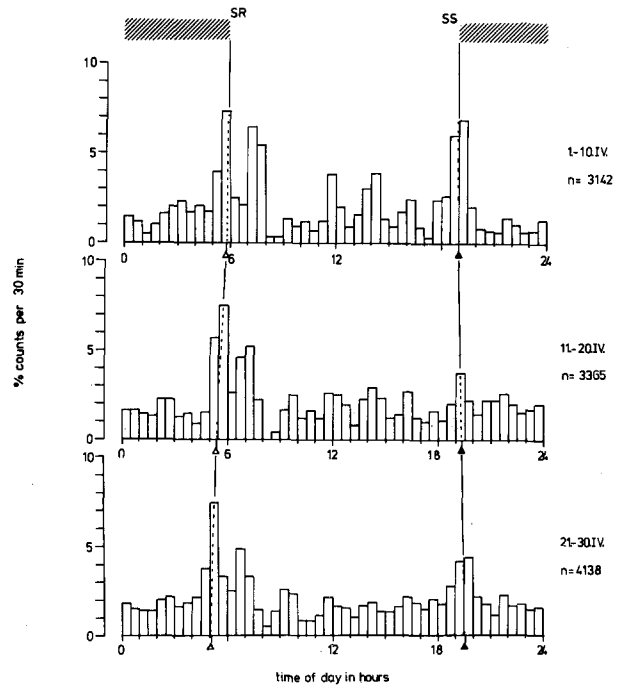 SR
SS
10
5
0
0
6
12
24
1.-10.IV.
n= 3142
10
5
0
0
6
12
18
24
11.-20.IV.
n= 3365
10
5
0
0
6
12
18
24
21.-30.IV.
n=4138
% counts per 30 min
time of day in hours